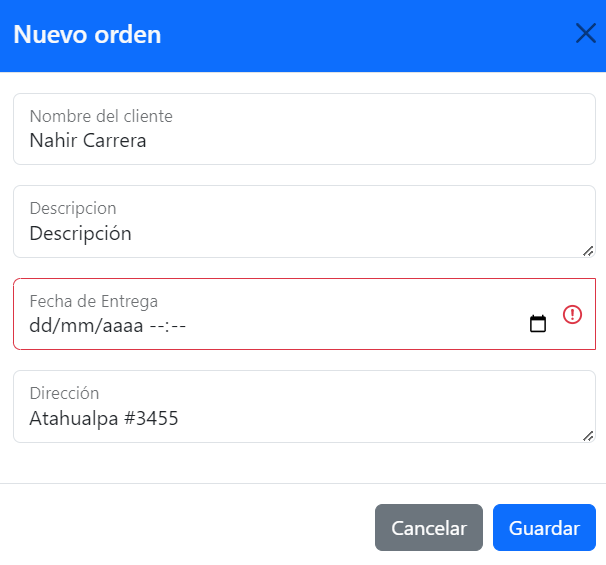 Nuevo orden
Nombre del cliente
Nahir Carrera
Descripcion
Descripción
Fecha de Entrega
dd/mm/aaaa --:--
Dirección
Atahualpa #3455
Cancelar
Guardar